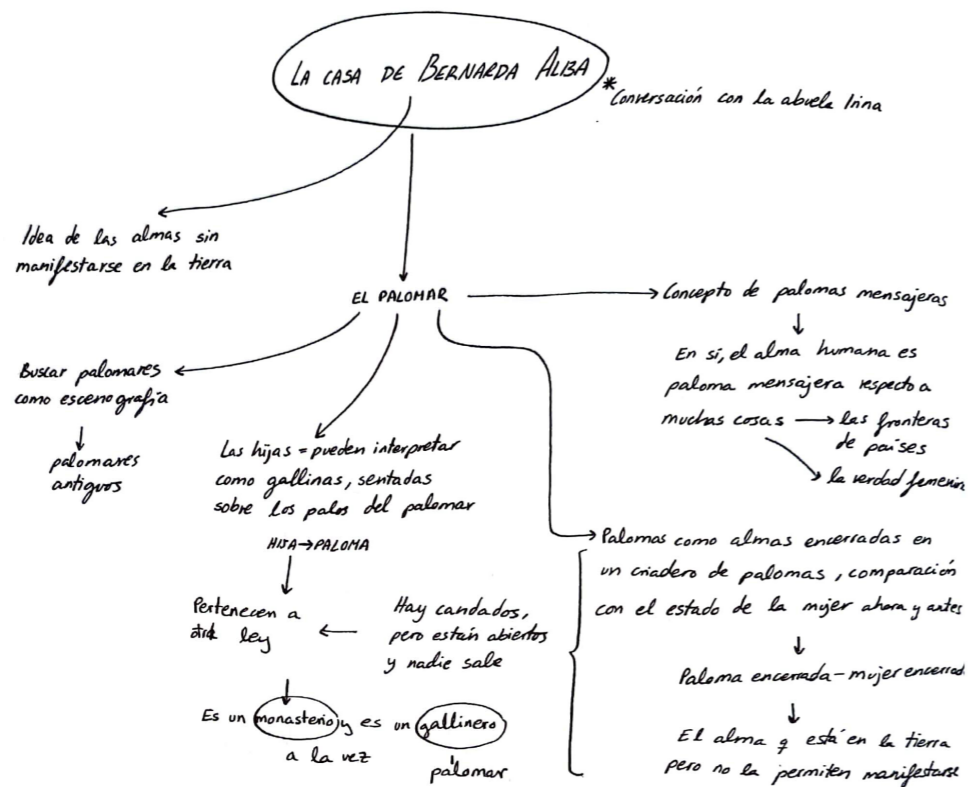 LA CASA DE BERNARDA ALBA
* Conversación con la abuela Irina
Idea de las almas sin
manifestarse en la tierra
EL PALOMAR
Concepto de palomas mensajeras
En sí, el alma humana es
paloma mensajera respecto a
muchas cosas → las fronteras
de países
la verdad femenin
Buscar palomares
como escenografía
palomares
antiguos
Las hijas = pueden interpretar
como gallinas, sentadas
sobre los palos del palomar
HIJA→PALOMA
Pertenecen a
otra ley
Hay candados,
pero están abiertos
y nadie sale
Es un monasterio y es un gallinero
a la vez
palomar
Palomas como almas encerradas en
un criadero de palomas, comparación
con el estado de la mujer ahora y antes
Paloma encerrada - mujer encerrad
El alma q está en la tierra
pero no la permiten manifestarse